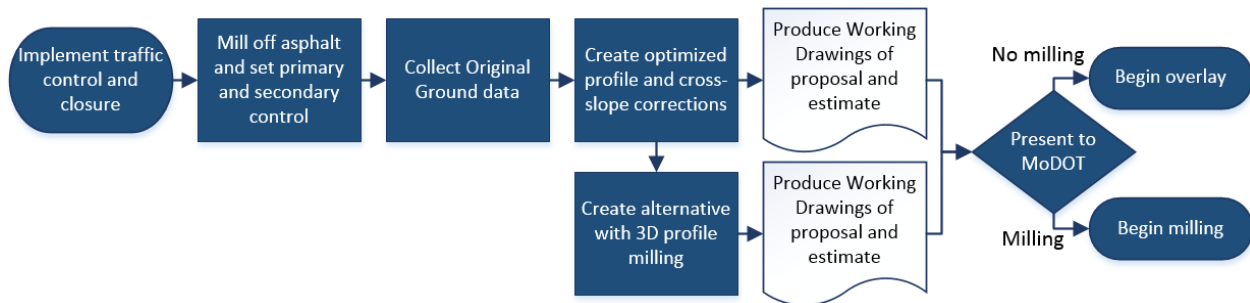 Implement traffic
control and
closure
Mill off asphalt
and set primary
and secondary
control
Collect Original
Ground data
Create optimized
profile and cross-
slope corrections
Produce Working
Drawings of
proposal and
estimate
Create alternative
with 3D profile
milling
Produce Working
Drawings of
proposal and
estimate
Present to
MoDOT
No milling
Begin overlay
Milling
Begin milling